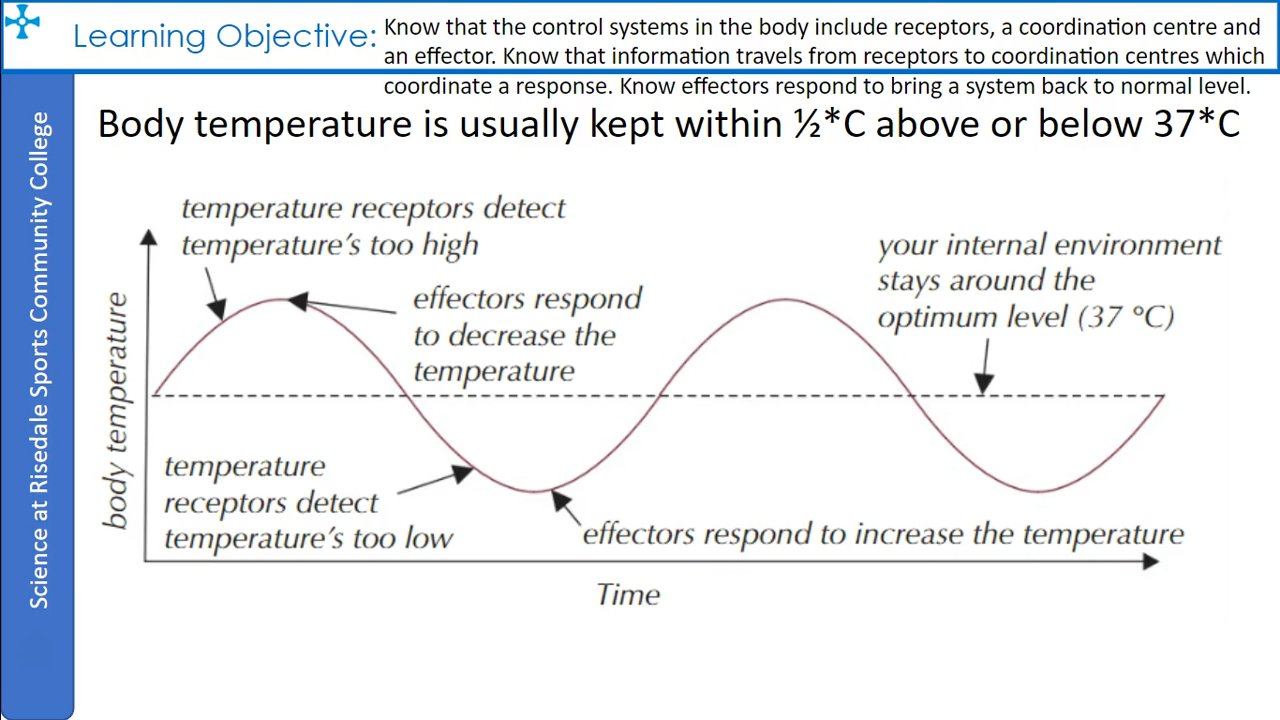 Learning Objective:
Know that the control systems in the body include receptors, a coordination centre and
an effector. Know that information travels from receptors to coordination centres which
coordinate a response. Know effectors respond to bring a system back to normal level.
Science at Risedale Sports Community College
Body temperature is usually kept within ½*C above or below 37*C
temperature receptors detect
temperature's too high
effectors respond
to decrease the
temperature
your internal environment
stays around the
optimum level (37 °C)
body temperature
temperature
receptors detect
temperature's too low
effectors respond to increase the temperature
Time